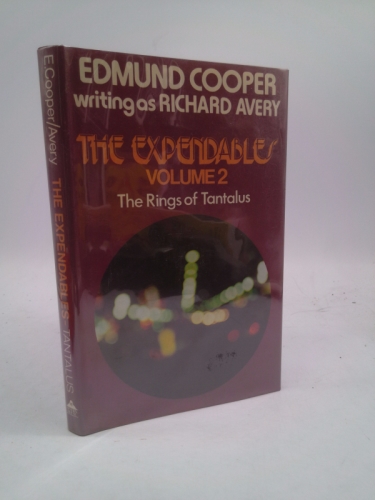 EDMUND COOPER
writing as RICHARD AVERY
THE EXPENDABLES
VOLUME 2
The Rings of Tantalus
E.Cooper/Avery THE EXPENDABLES TANTALUS